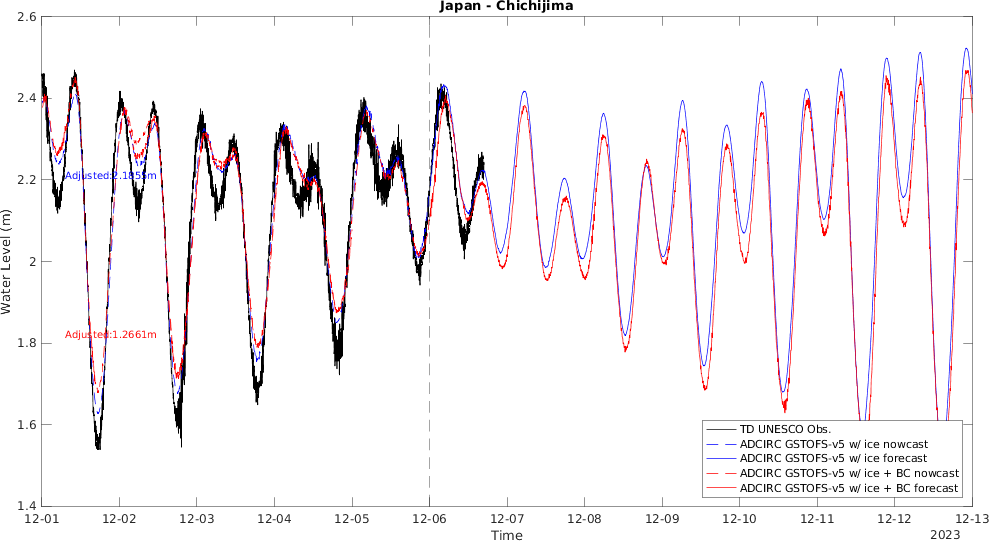 Japan - Chichijima
2.6
2.4
2.2
2
1.8
1.6
1.4
Water Level (m)
Adjusted:2.1855m
Adjusted:1.2661m
TD UNESCO Obs.
ADCIRC GSTOFS-v5 w/ ice nowcast
ADCIRC GSTOFS-v5 w/ ice forecast
ADCIRC GSTOFS-v5 w/ ice + BC nowcast
ADCIRC GSTOFS-v5 w/ ice + BC forecast
12-01 12-02 12-03 12-04 12-05 12-06 12-07 12-08 12-09 12-10 12-11 12-12 12-13
Time
2023